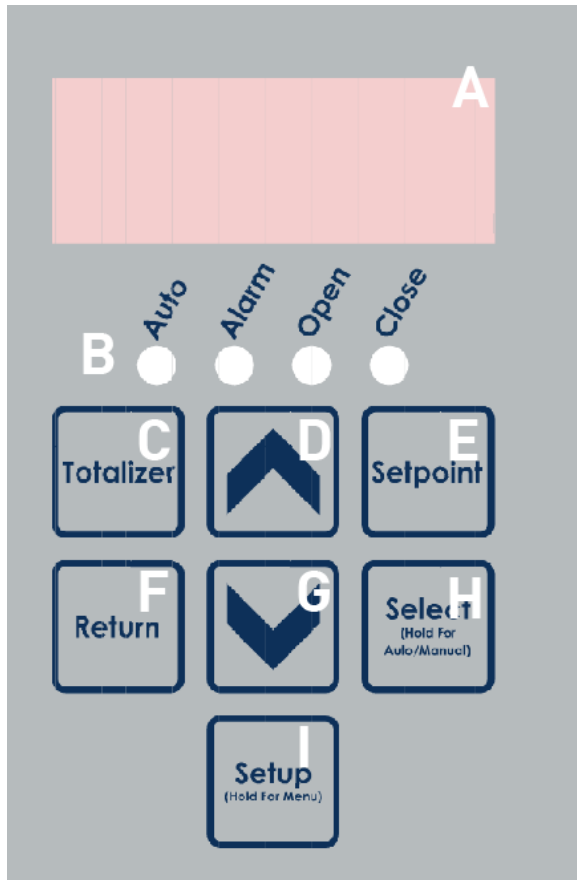 A
Auto Alarm Open Close
B
C D E
Totalizer Setpoint
F G H
Return Select
(Hold For
Auto/Manual)
I
Setup
(Hold For Menu)